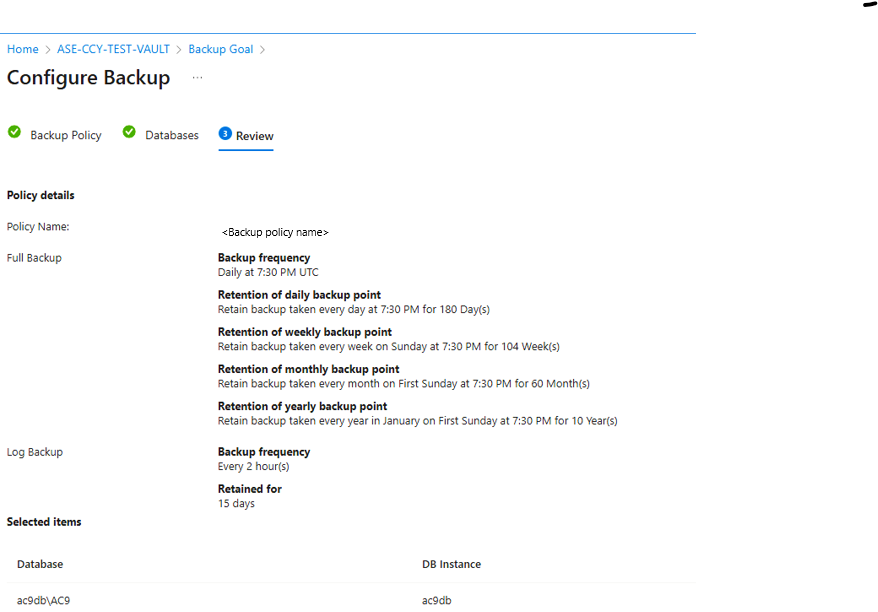 Home > ASE-CCY-TEST-VAULT > Backup Goal >
Configure Backup ...
Backup Policy Databases 3 Review
Policy details
Policy Name: <Backup policy name>
Full Backup Backup frequency
Daily at 7:30 PM UTC
Retention of daily backup point
Retain backup taken every day at 7:30 PM for 180 Day(s)
Retention of weekly backup point
Retain backup taken every week on Sunday at 7:30 PM for 104 Week(s)
Retention of monthly backup point
Retain backup taken every month on First Sunday at 7:30 PM for 60 Month(s)
Retention of yearly backup point
Retain backup taken every year in January on First Sunday at 7:30 PM for 10 Year(s)
Log Backup Backup frequency
Every 2 hour(s)
Retained for
15 days
Selected items
Database DB Instance
ac9db\AC9 ac9db